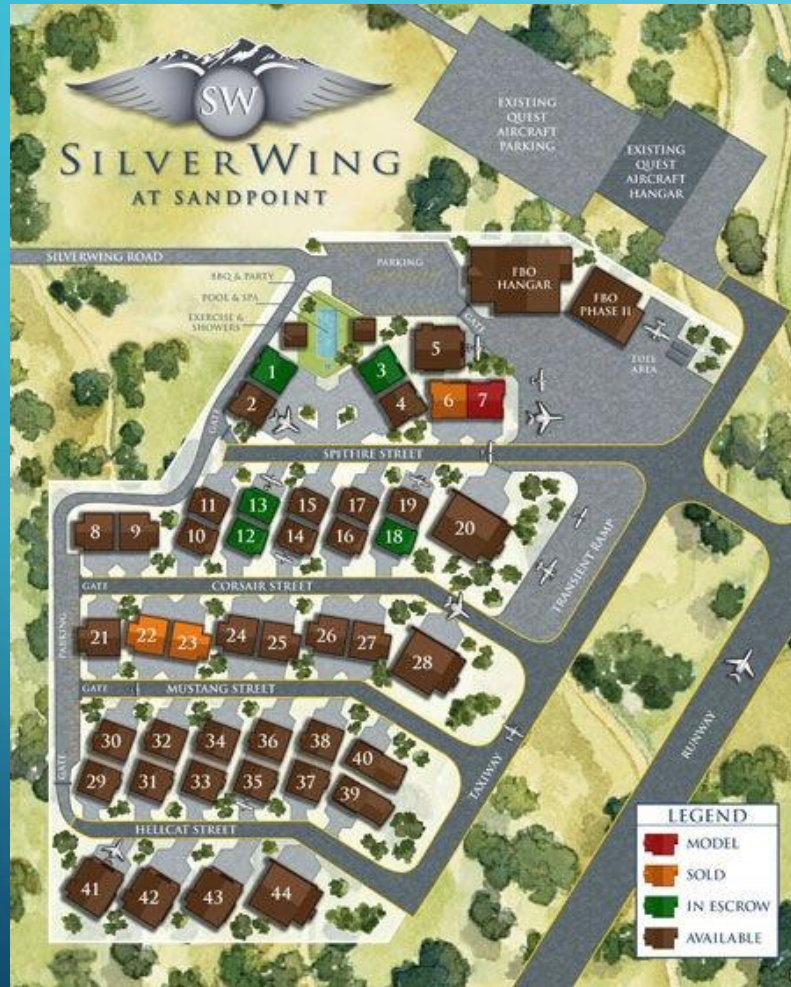 SW
SILVERWING
AT SANDPOINT
EXISTING
QUEST
AIRCRAFT
PARKING
EXISTING
QUEST
AIRCRAFT
HANGAR
SILVERWING ROAD
BBQ & PARTY
POOL & SPA
EXERCISE &
SHOWERS
PARKING
FBO
HANGAR
FBO
PHASE II
GATE
FUEL
AREA
1
2
3
4
5
6
7
GATE
SPITFIRE STREET
8
9
11
13
15
17
19
10
12
14
16
18
20
TRANSIENT RAMP
GATE
CORSAIR STREET
PARKING
21
22
23
24
25
26
27
28
GATE
MUSTANG STREET
30
32
34
36
38
40
29
31
33
35
37
39
GATE
TAXIWAY
RUNWAY
HELLCAT STREET
41
42
43
44
LEGEND
MODEL
SOLD
IN ESCROW
AVAILABLE